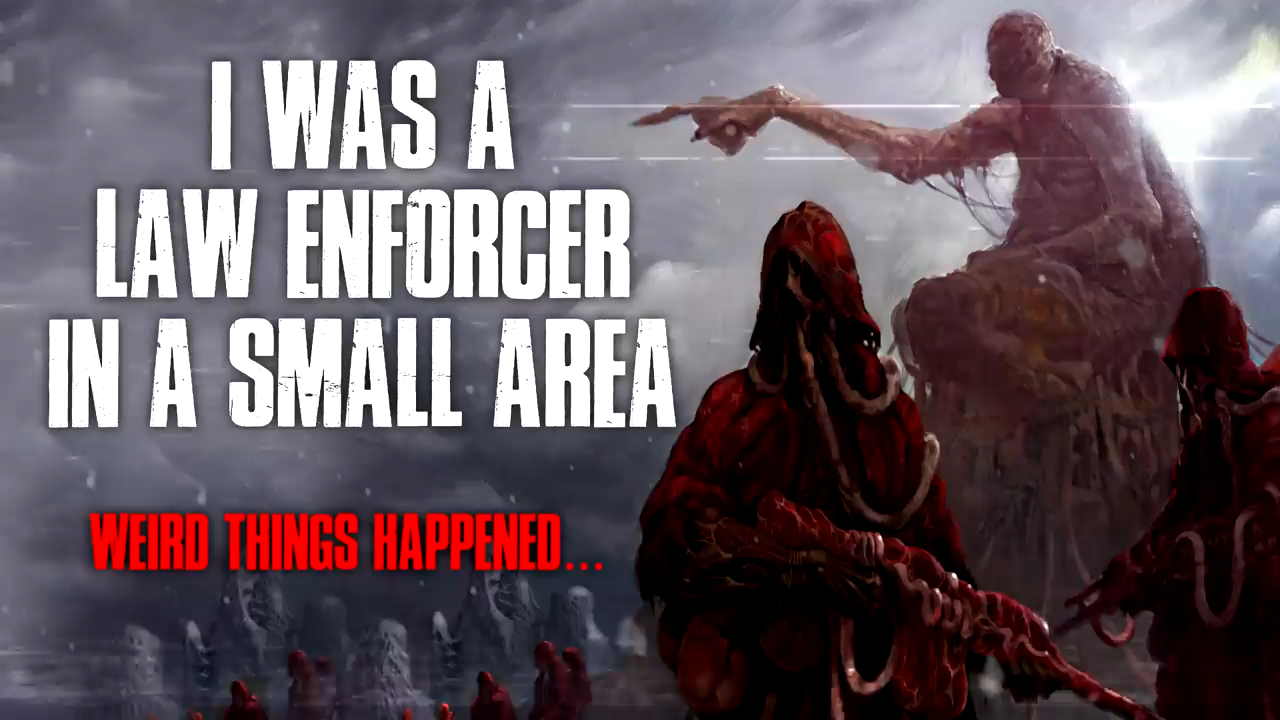 I WAS A
LAW ENFORCER
IN A SMALL AREA
WEIRD THINGS HAPPENED...